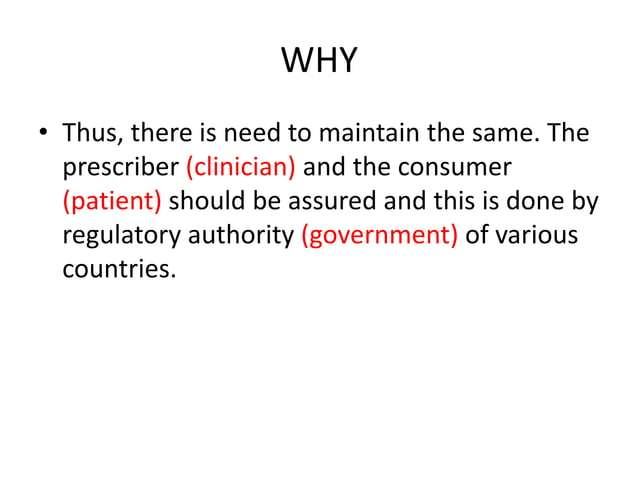 WHY
• Thus, there is need to maintain the same. The
prescriber (clinician) and the consumer
(patient) should be assured and this is done by
regulatory authority (government) of various
countries.